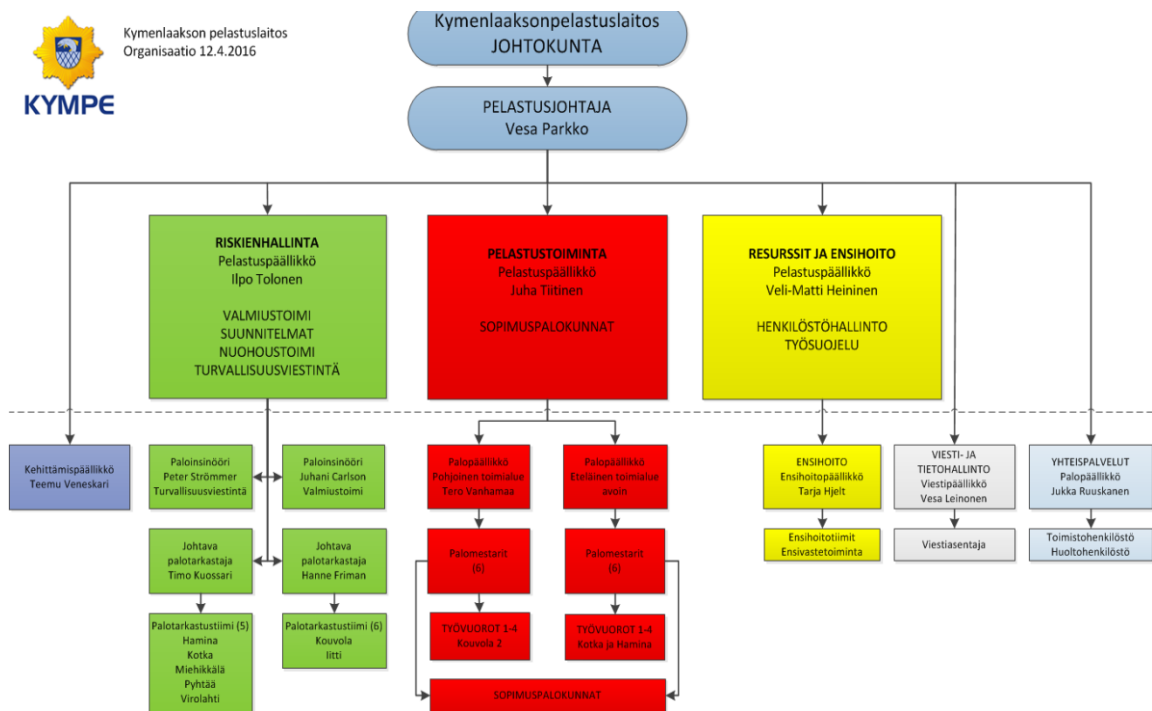 Kymenlaakson pelastuslaitos
Organisaatio 12.4.2016
KYMPE
Kymenlaaksonpelastuslaitos
JOHTOKUNTA
PELASTUSJOHTAJA
Vesa Parkko
RISKIENHALLINTA
Pelastuspäällikkö
Ilpo Tolonen
VALMIUSTOIMI
SUUNNITELMAT
NUOHOUSTOIMI
TURVALLISUUSVIESTINTÄ
PELASTUSTOIMINTA
Pelastuspäällikkö
Juha Tiitinen
SOPIMUSPALOKUNNAT
RESURSSIT JA ENSIHOITO
Pelastuspäällikkö
Veli-Matti Heininen
HENKILÖSTÖHALLINTO
TYÖSUOJELU
Kehittämispäällikkö
Teemu Veneskari
Paloinsinööri
Peter Strömmer
Turvallisuusviestintä
Paloinsinööri
Juhani Carlson
Valmiustoimi
Palopäällikkö
Pohjoinen toimialue
Tero Vanhamaa
Palopäällikkö
Eteläinen toimialue
avoin
ENSIHOITO
Ensihoitopäällikkö
Tarja Hjelt
VIESTI- JA
TIETOHALLINTO
Viestipäällikkö
Vesa Leinonen
YHTEISPALVELUT
Palopäällikkö
Jukka Ruuskanen
Johtava
palotarkastaja
Timo Kuossari
Johtava
palotarkastaja
Hanne Friman
Palomestarit
(6)
Palomestarit
(6)
Ensihoitotiimit
Ensivastetoiminta
Viestiasentaja
Toimistohenkilöstö
Huoltohenkilöstö
Palotarkastustiimi (5)
Hamina
Kotka
Miehikkälä
Pyhtää
Virolahti
Palotarkastustiimi (6)
Kouvola
Iitti
TYÖVUOROT 1-4
Kouvola 2
TYÖVUOROT 1-4
Kotka ja Hamina
SOPIMUSPALOKUNNAT